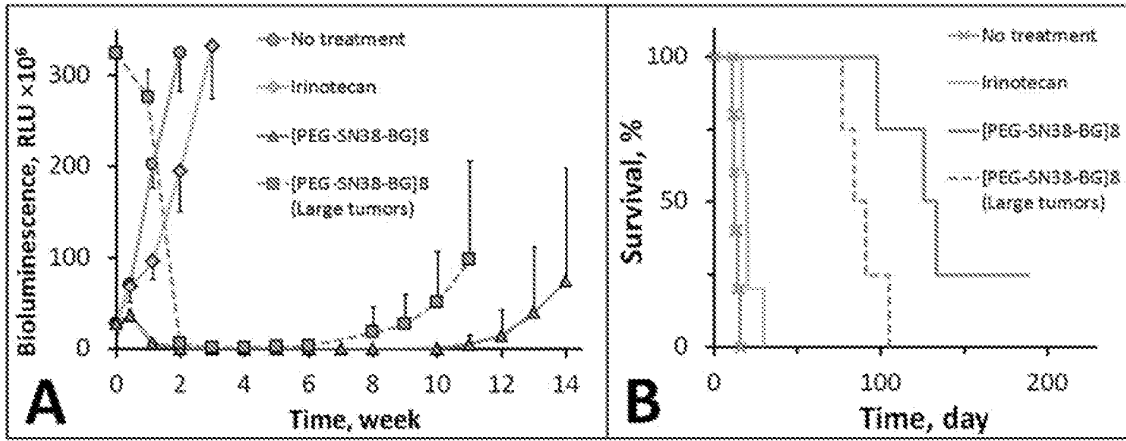 Bioluminescence, RLU ×10⁶
300
200
100
0
0 2 4 6 8 10 12 14
Time, week
No treatment
Irinotecan
[PEG-SN38-BG]8
[PEG-SN38-BG]8
(Large tumors)
A
Survival, %
100
50
0
0 100 200
Time, day
No treatment
Irinotecan
[PEG-SN38-BG]8
[PEG-SN38-BG]8
(Large tumors)
B